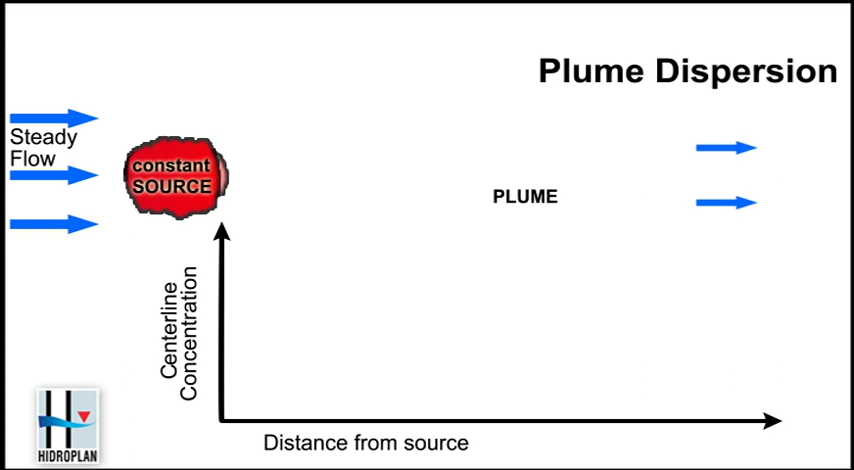 Plume Dispersion
Steady
Flow
constant
SOURCE
PLUME
Centerline
Concentration
Distance from source
H
HIDROPLAN